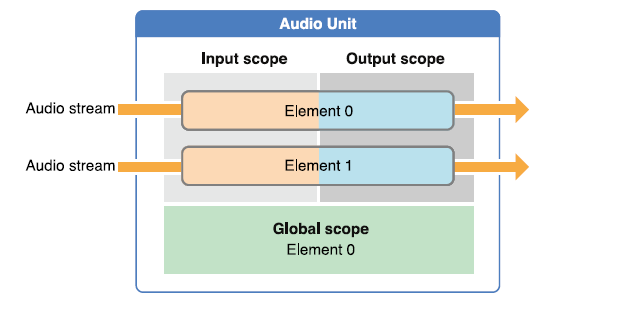 Audio Unit
Input scope
Output scope
Audio stream
Element 0
Audio stream
Element 1
Global scope
Element 0